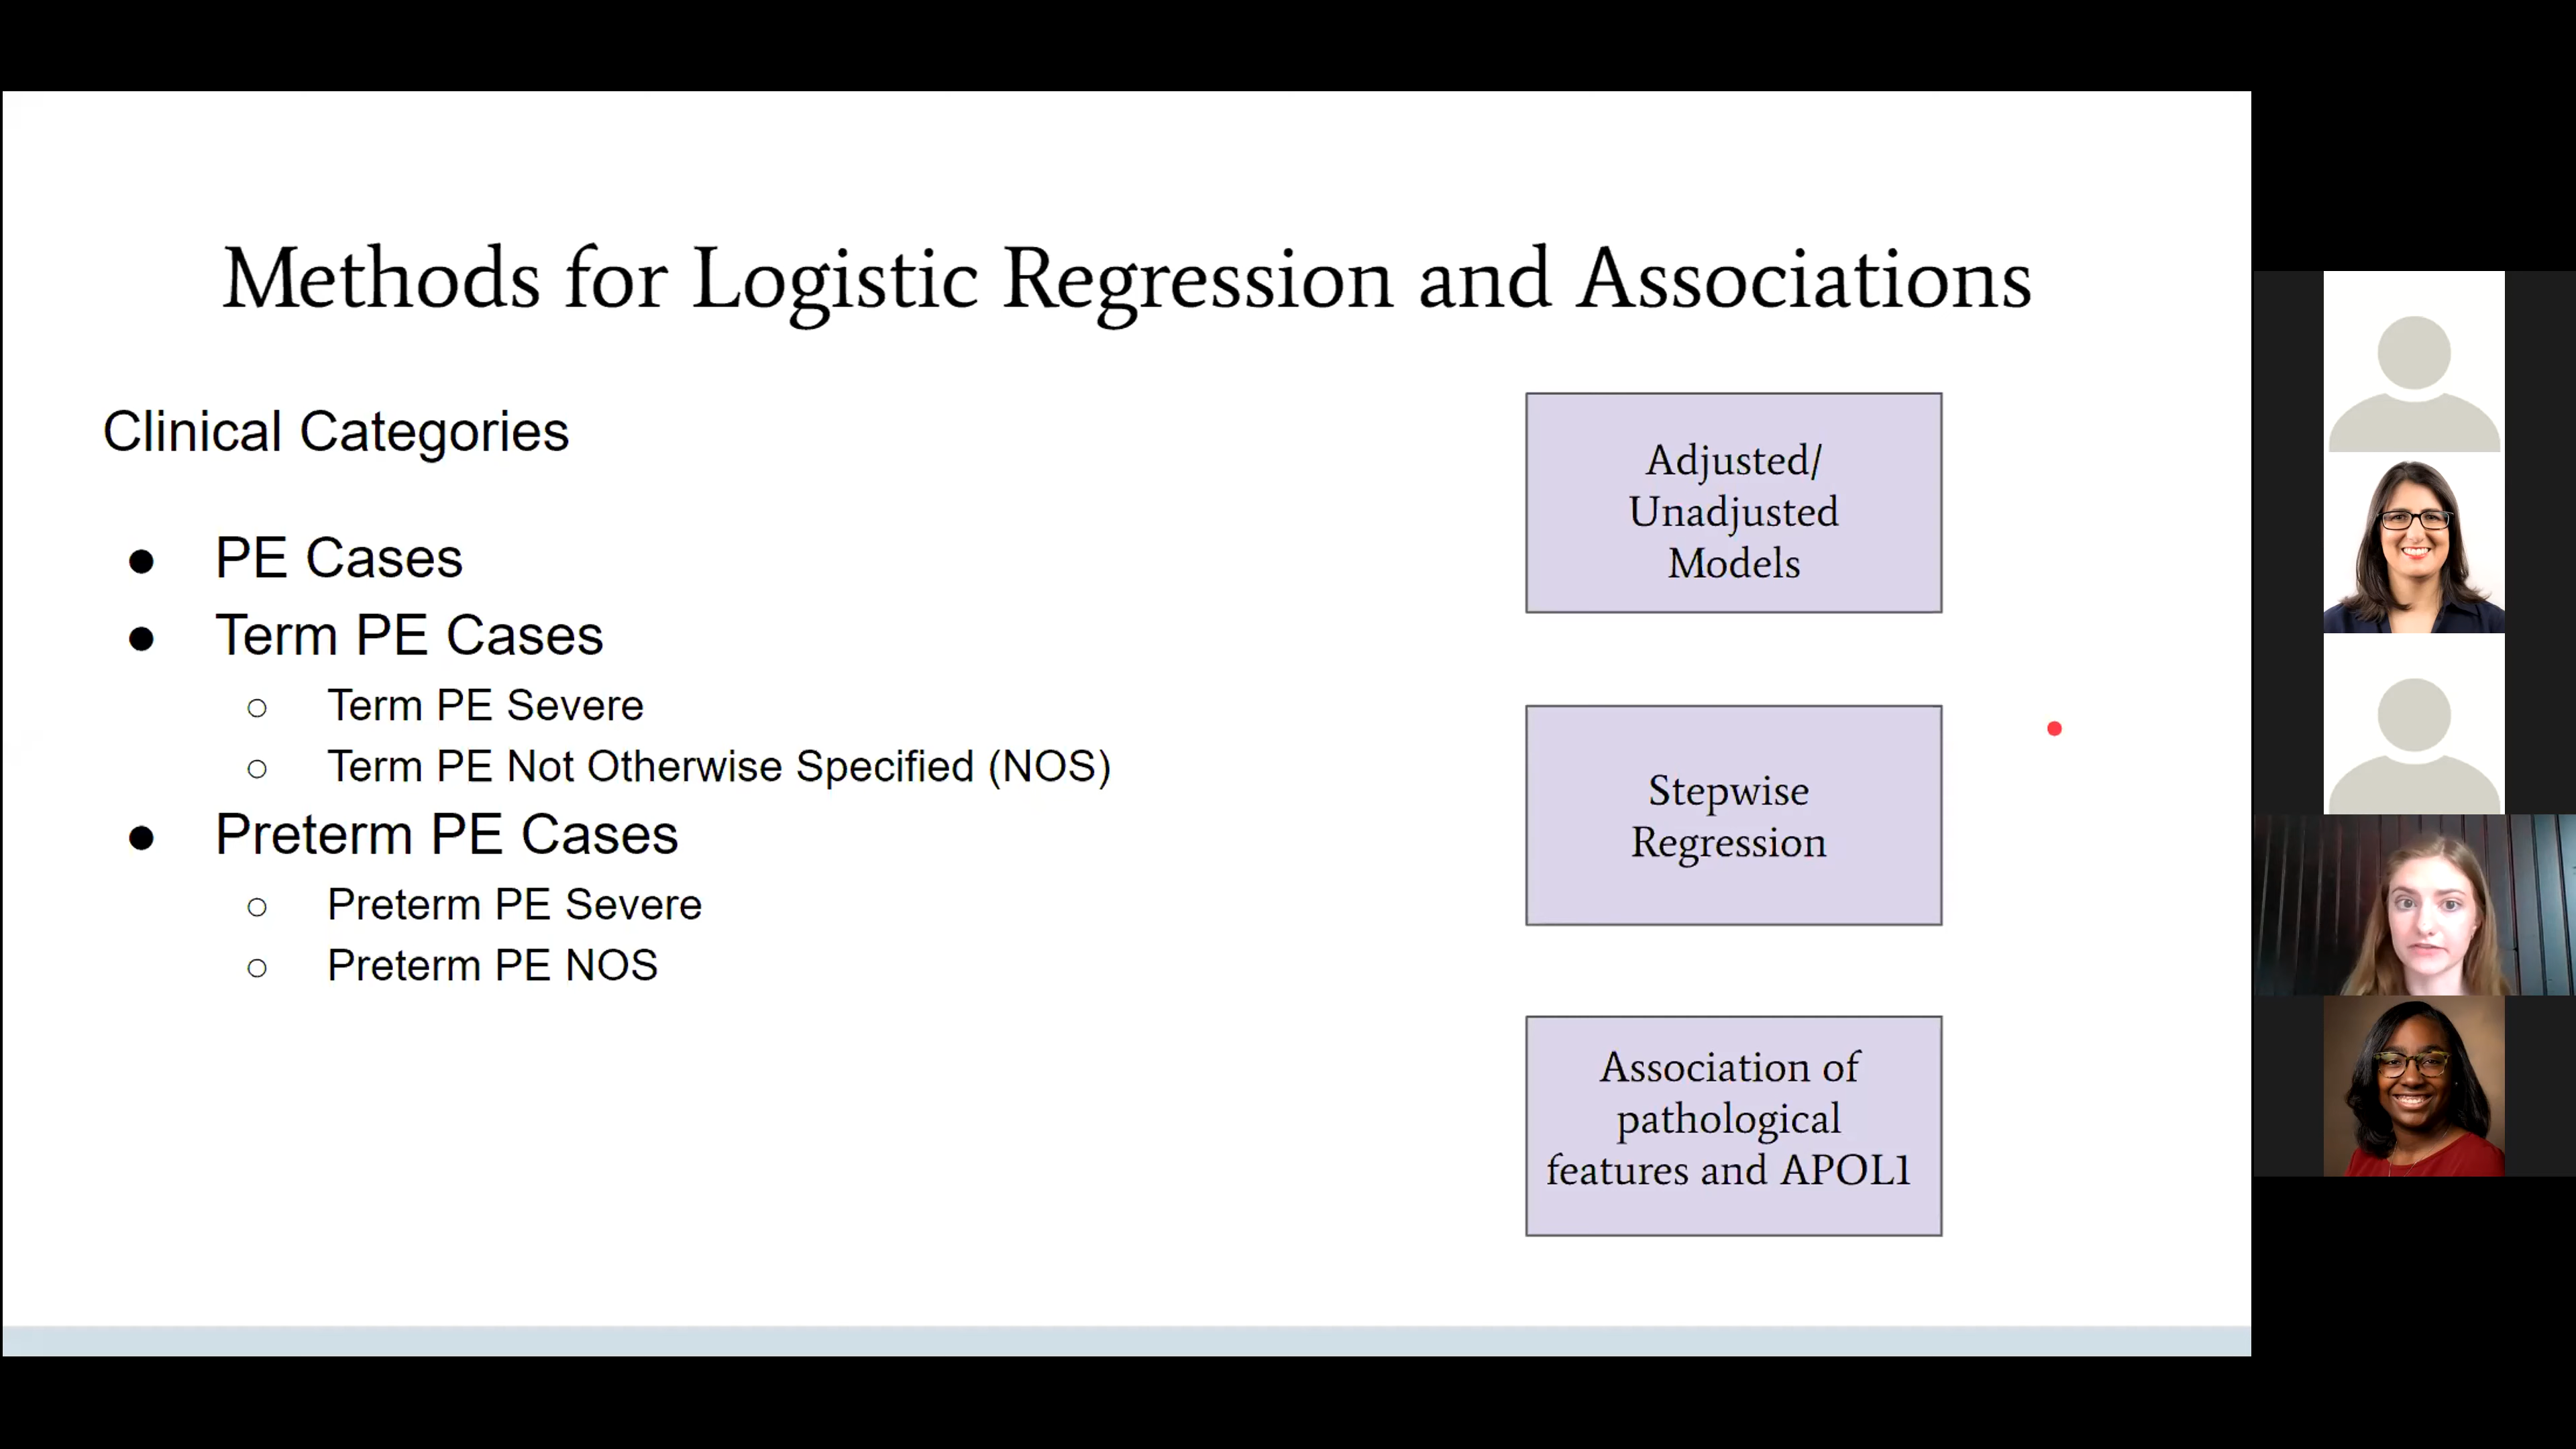 Methods for Logistic Regression and Associations
Clinical Categories
● PE Cases
● Term PE Cases
○ Term PE Severe
○ Term PE Not Otherwise Specified (NOS)
● Preterm PE Cases
○ Preterm PE Severe
○ Preterm PE NOS
Adjusted/
Unadjusted
Models
Stepwise
Regression
Association of
pathological
features and APOL1